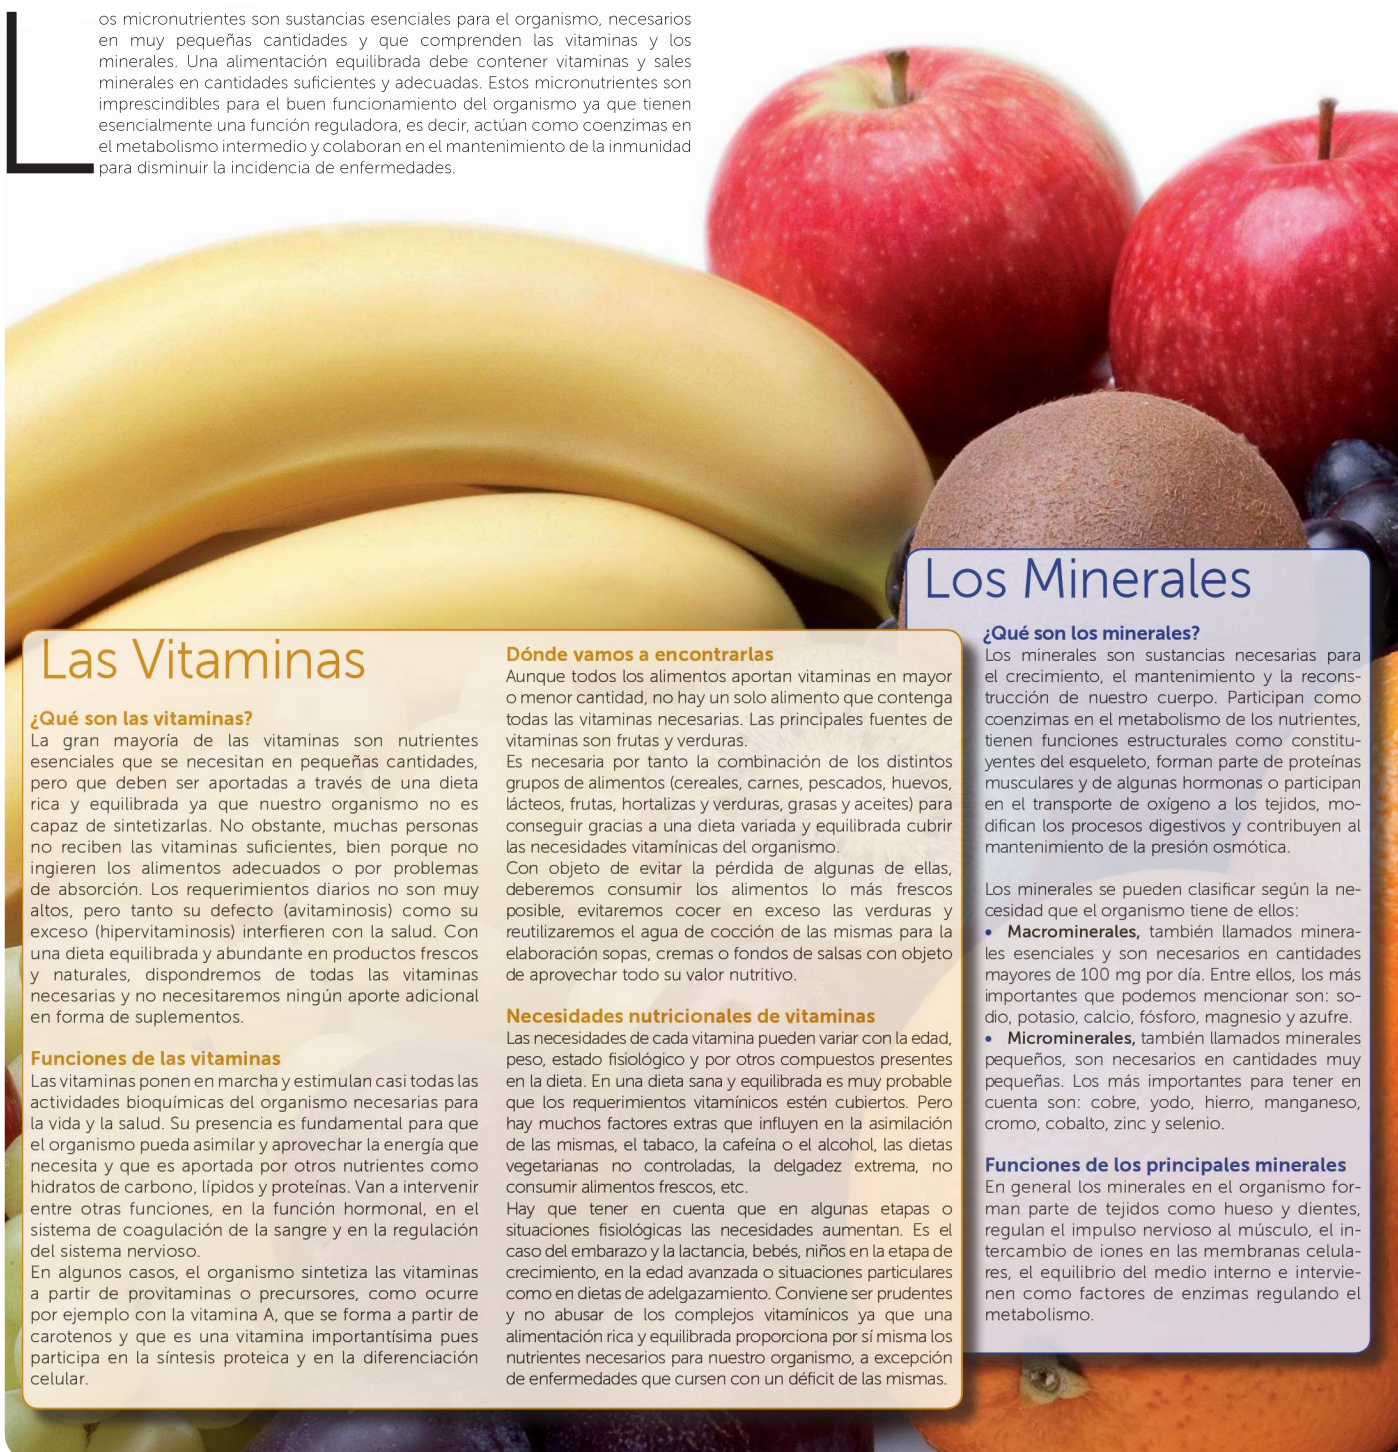 Los micronutrientes son sustancias esenciales para el organismo, necesarios
en muy pequeñas cantidades y que comprenden las vitaminas y los
minerales. Una alimentación equilibrada debe contener vitaminas y sales
minerales en cantidades suficientes y adecuadas. Estos micronutrientes son
imprescindibles para el buen funcionamiento del organismo ya que tienen
esencialmente una función reguladora, es decir, actúan como coenzimas en
el metabolismo intermedio y colaboran en el mantenimiento de la inmunidad
para disminuir la incidencia de enfermedades.
Las Vitaminas
¿Qué son las vitaminas?
La gran mayoría de las vitaminas son nutrientes
esenciales que se necesitan en pequeñas cantidades,
pero que deben ser aportadas a través de una dieta
rica y equilibrada ya que nuestro organismo no es
capaz de sintetizarlas. No obstante, muchas personas
no reciben las vitaminas suficientes, bien porque no
ingieren los alimentos adecuados o por problemas
de absorción. Los requerimientos diarios no son muy
altos, pero tanto su defecto (avitaminosis) como su
exceso (hipervitaminosis) interfieren con la salud. Con
una dieta equilibrada y abundante en productos frescos
y naturales, dispondremos de todas las vitaminas
necesarias y no necesitaremos ningún aporte adicional
en forma de suplementos.
Funciones de las vitaminas
Las vitaminas ponen en marcha y estimulan casi todas las
actividades bioquímicas del organismo necesarias para
la vida y la salud. Su presencia es fundamental para que
el organismo pueda asimilar y aprovechar la energía que
necesita y que es aportada por otros nutrientes como
hidratos de carbono, lípidos y proteínas. Van a intervenir
entre otras funciones, en la función hormonal, en el
sistema de coagulación de la sangre y en la regulación
del sistema nervioso.
En algunos casos, el organismo sintetiza las vitaminas
a partir de provitaminas o precursores, como ocurre
por ejemplo con la vitamina A, que se forma a partir de
carotenos y que es una vitamina importantísima pues
participa en la síntesis proteica y en la diferenciación
celular.
Dónde vamos a encontrarlas
Aunque todos los alimentos aportan vitaminas en mayor
o menor cantidad, no hay un solo alimento que contenga
todas las vitaminas necesarias. Las principales fuentes de
vitaminas son frutas y verduras.
Es necesaria por tanto la combinación de los distintos
grupos de alimentos (cereales, carnes, pescados, huevos,
lácteos, frutas, hortalizas y verduras, grasas y aceites) para
conseguir gracias a una dieta variada y equilibrada cubrir
las necesidades vitamínicas del organismo.
Con objeto de evitar la pérdida de algunas de ellas,
deberemos consumir los alimentos lo más frescos
posible, evitaremos cocer en exceso las verduras y
reutilizaremos el agua de cocción de las mismas para la
elaboración sopas, cremas o fondos de salsas con objeto
de aprovechar todo su valor nutritivo.
Necesidades nutricionales de vitaminas
Las necesidades de cada vitamina pueden variar con la edad,
peso, estado fisiológico y por otros compuestos presentes
en la dieta. En una dieta sana y equilibrada es muy probable
que los requerimientos vitamínicos estén cubiertos. Pero
hay muchos factores extras que influyen en la asimilación
de las mismas, el tabaco, la cafeína o el alcohol, las dietas
vegetarianas no controladas, la delgadez extrema, no
consumir alimentos frescos, etc.
Hay que tener en cuenta que en algunas etapas o
situaciones fisiológicas las necesidades aumentan. Es el
caso del embarazo y la lactancia, bebés, niños en la etapa de
crecimiento, en la edad avanzada o situaciones particulares
como en dietas de adelgazamiento. Conviene ser prudentes
y no abusar de los complejos vitamínicos ya que una
alimentación rica y equilibrada proporciona por sí misma los
nutrientes necesarios para nuestro organismo, a excepción
de enfermedades que cursen con un déficit de las mismas.
Los Minerales
¿Qué son los minerales?
Los minerales son sustancias necesarias para
el crecimiento, el mantenimiento y la recons-
trucción de nuestro cuerpo. Participan como
coenzimas en el metabolismo de los nutrientes,
tienen funciones estructurales como constitu-
yentes del esqueleto, forman parte de proteínas
musculares y de algunas hormonas o participan
en el transporte de oxígeno a los tejidos, mo-
difican los procesos digestivos y contribuyen al
mantenimiento de la presión osmótica.
Los minerales se pueden clasificar según la ne-
cesidad que el organismo tiene de ellos:
• Macrominerales, también llamados minera-
les esenciales y son necesarios en cantidades
mayores de 100 mg por día. Entre ellos, los más
importantes que podemos mencionar son: so-
dio, potasio, calcio, fósforo, magnesio y azufre.
• Microminerales, también llamados minerales
pequeños, son necesarios en cantidades muy
pequeñas. Los más importantes para tener en
cuenta son: cobre, yodo, hierro, manganeso,
cromo, cobalto, zinc y selenio.
Funciones de los principales minerales
En general los minerales en el organismo for-
man parte de tejidos como hueso y dientes,
regulan el impulso nervioso al músculo, el in-
tercambio de iones en las membranas celula-
res, el equilibrio del medio interno e intervie-
nen como factores de enzimas regulando el
metabolismo.